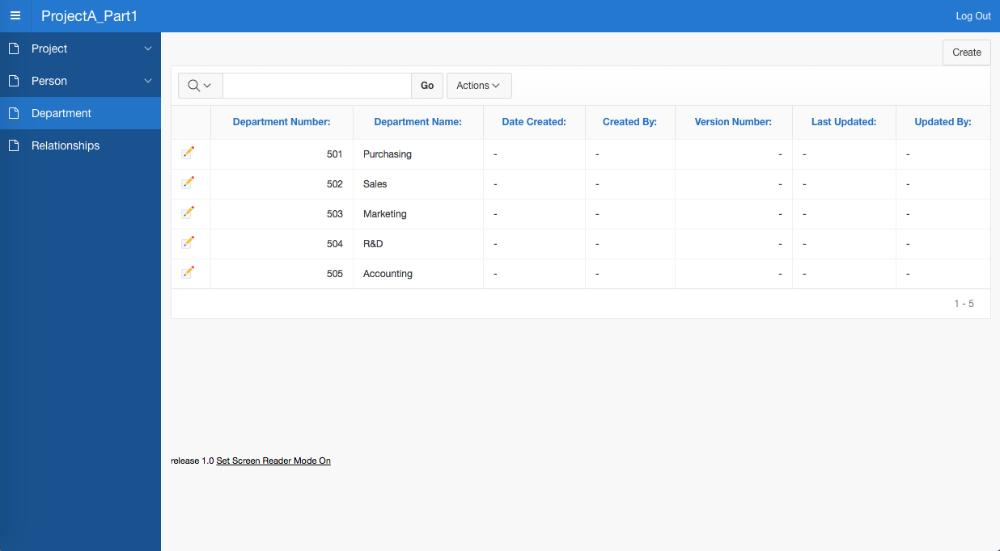 ProjectA_Part1 Log Out
Project
Person
Department
Relationships
Create
Go Actions
Department Number: Department Name: Date Created: Created By: Version Number: Last Updated: Updated By:
501 Purchasing - - - - -
502 Sales - - - - -
503 Marketing - - - - -
504 R&D - - - - -
505 Accounting - - - - -
1 - 5
release 1.0 Set Screen Reader Mode On